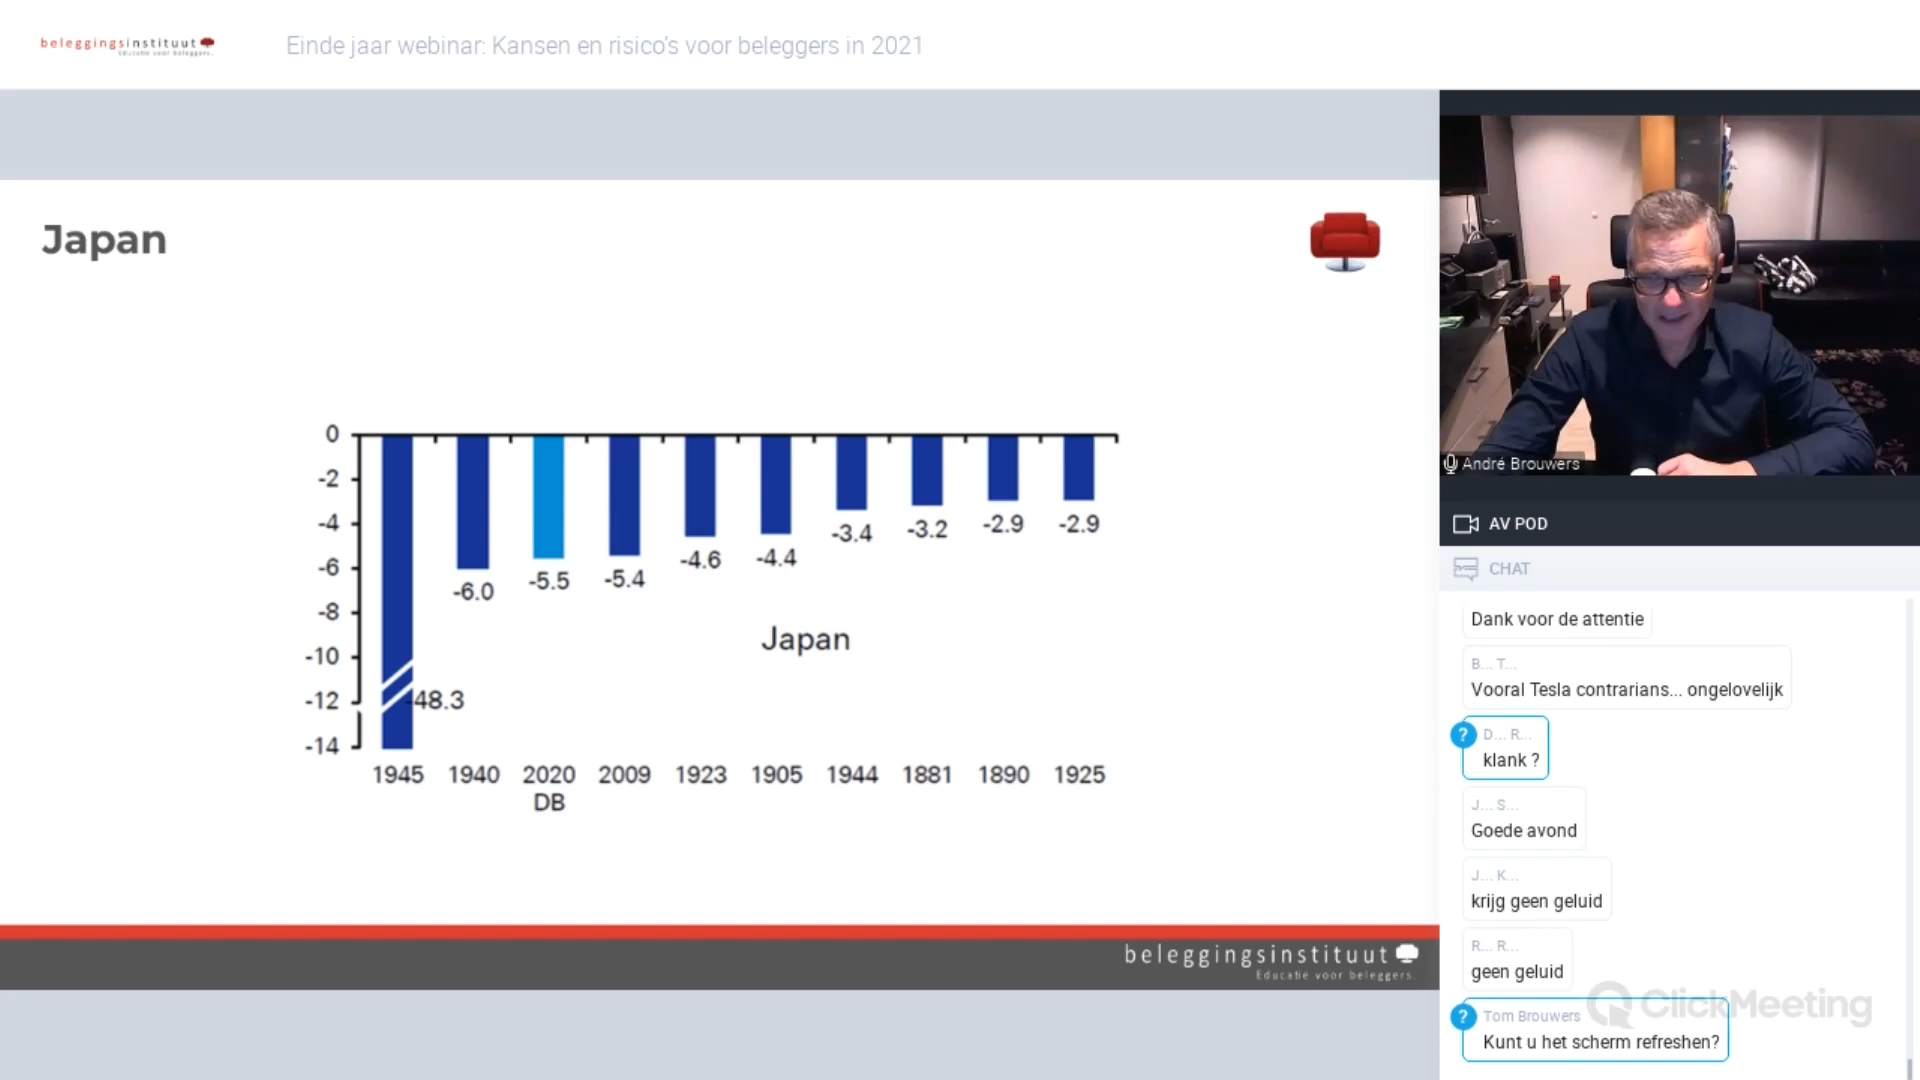 beleggingsinstituut
Educatie voor beleggers.
Einde jaar webinar: Kansen en risico's voor beleggers in 2021
Japan
0
-2
-4
-6
-8
-10
-12
-14
-48.3
-6.0
-5.5
-5.4
-4.6
-4.4
-3.4
-3.2
-2.9
-2.9
Japan
1945 1940 2020 2009 1923 1905 1944 1881 1890 1925
DB
beleggingsinstituut
Educatie voor beleggers.
André Brouwers
AV POD
CHAT
Dank voor de attentie
B... T...
Vooral Tesla contrarians... ongelovelijk
? D... R...
klank ?
J... S...
Goede avond
J... K...
krijg geen geluid
R... R...
geen geluid
? Tom Brouwers
Kunt u het scherm refreshen?
ClickMeeting